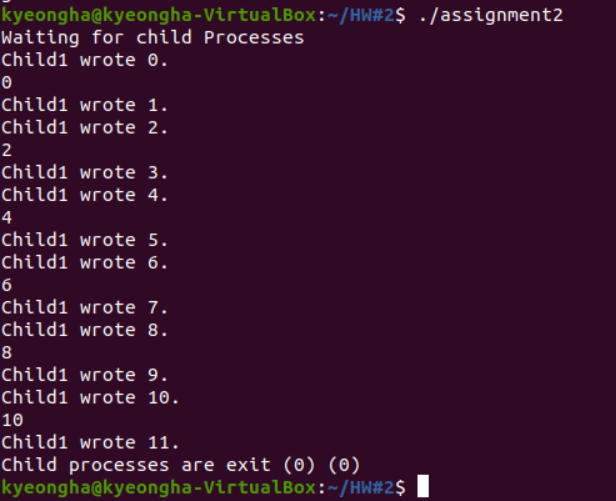 kyeongha@kyeongha-VirtualBox:~/HW#2$ ./assignment2
Waiting for child Processes
Child1 wrote 0.
0
Child1 wrote 1.
Child1 wrote 2.
2
Child1 wrote 3.
Child1 wrote 4.
4
Child1 wrote 5.
Child1 wrote 6.
6
Child1 wrote 7.
Child1 wrote 8.
8
Child1 wrote 9.
Child1 wrote 10.
10
Child1 wrote 11.
Child processes are exit (0) (0)
kyeongha@kyeongha-VirtualBox:~/HW#2$